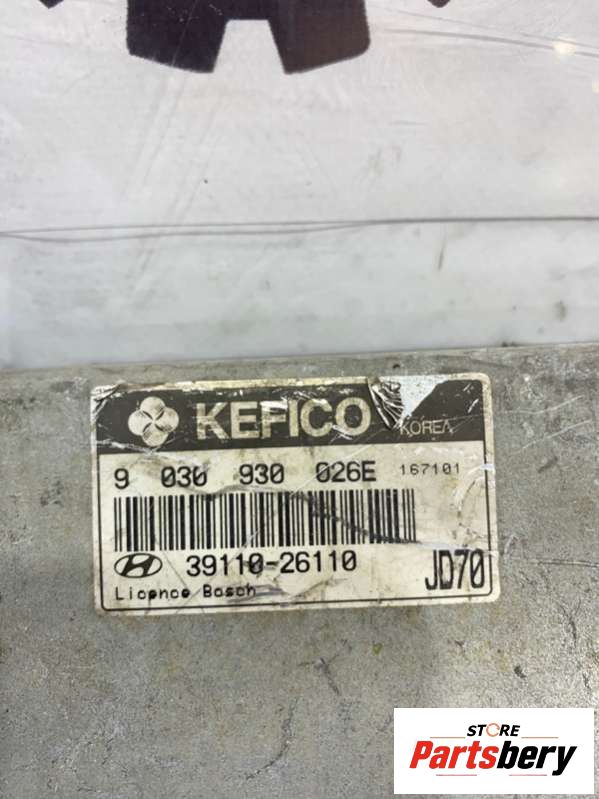 KEFICO KOREA
9 030 930 026E 167101
39110-26110 JD70
Licence Bosch
STORE
Partsbery